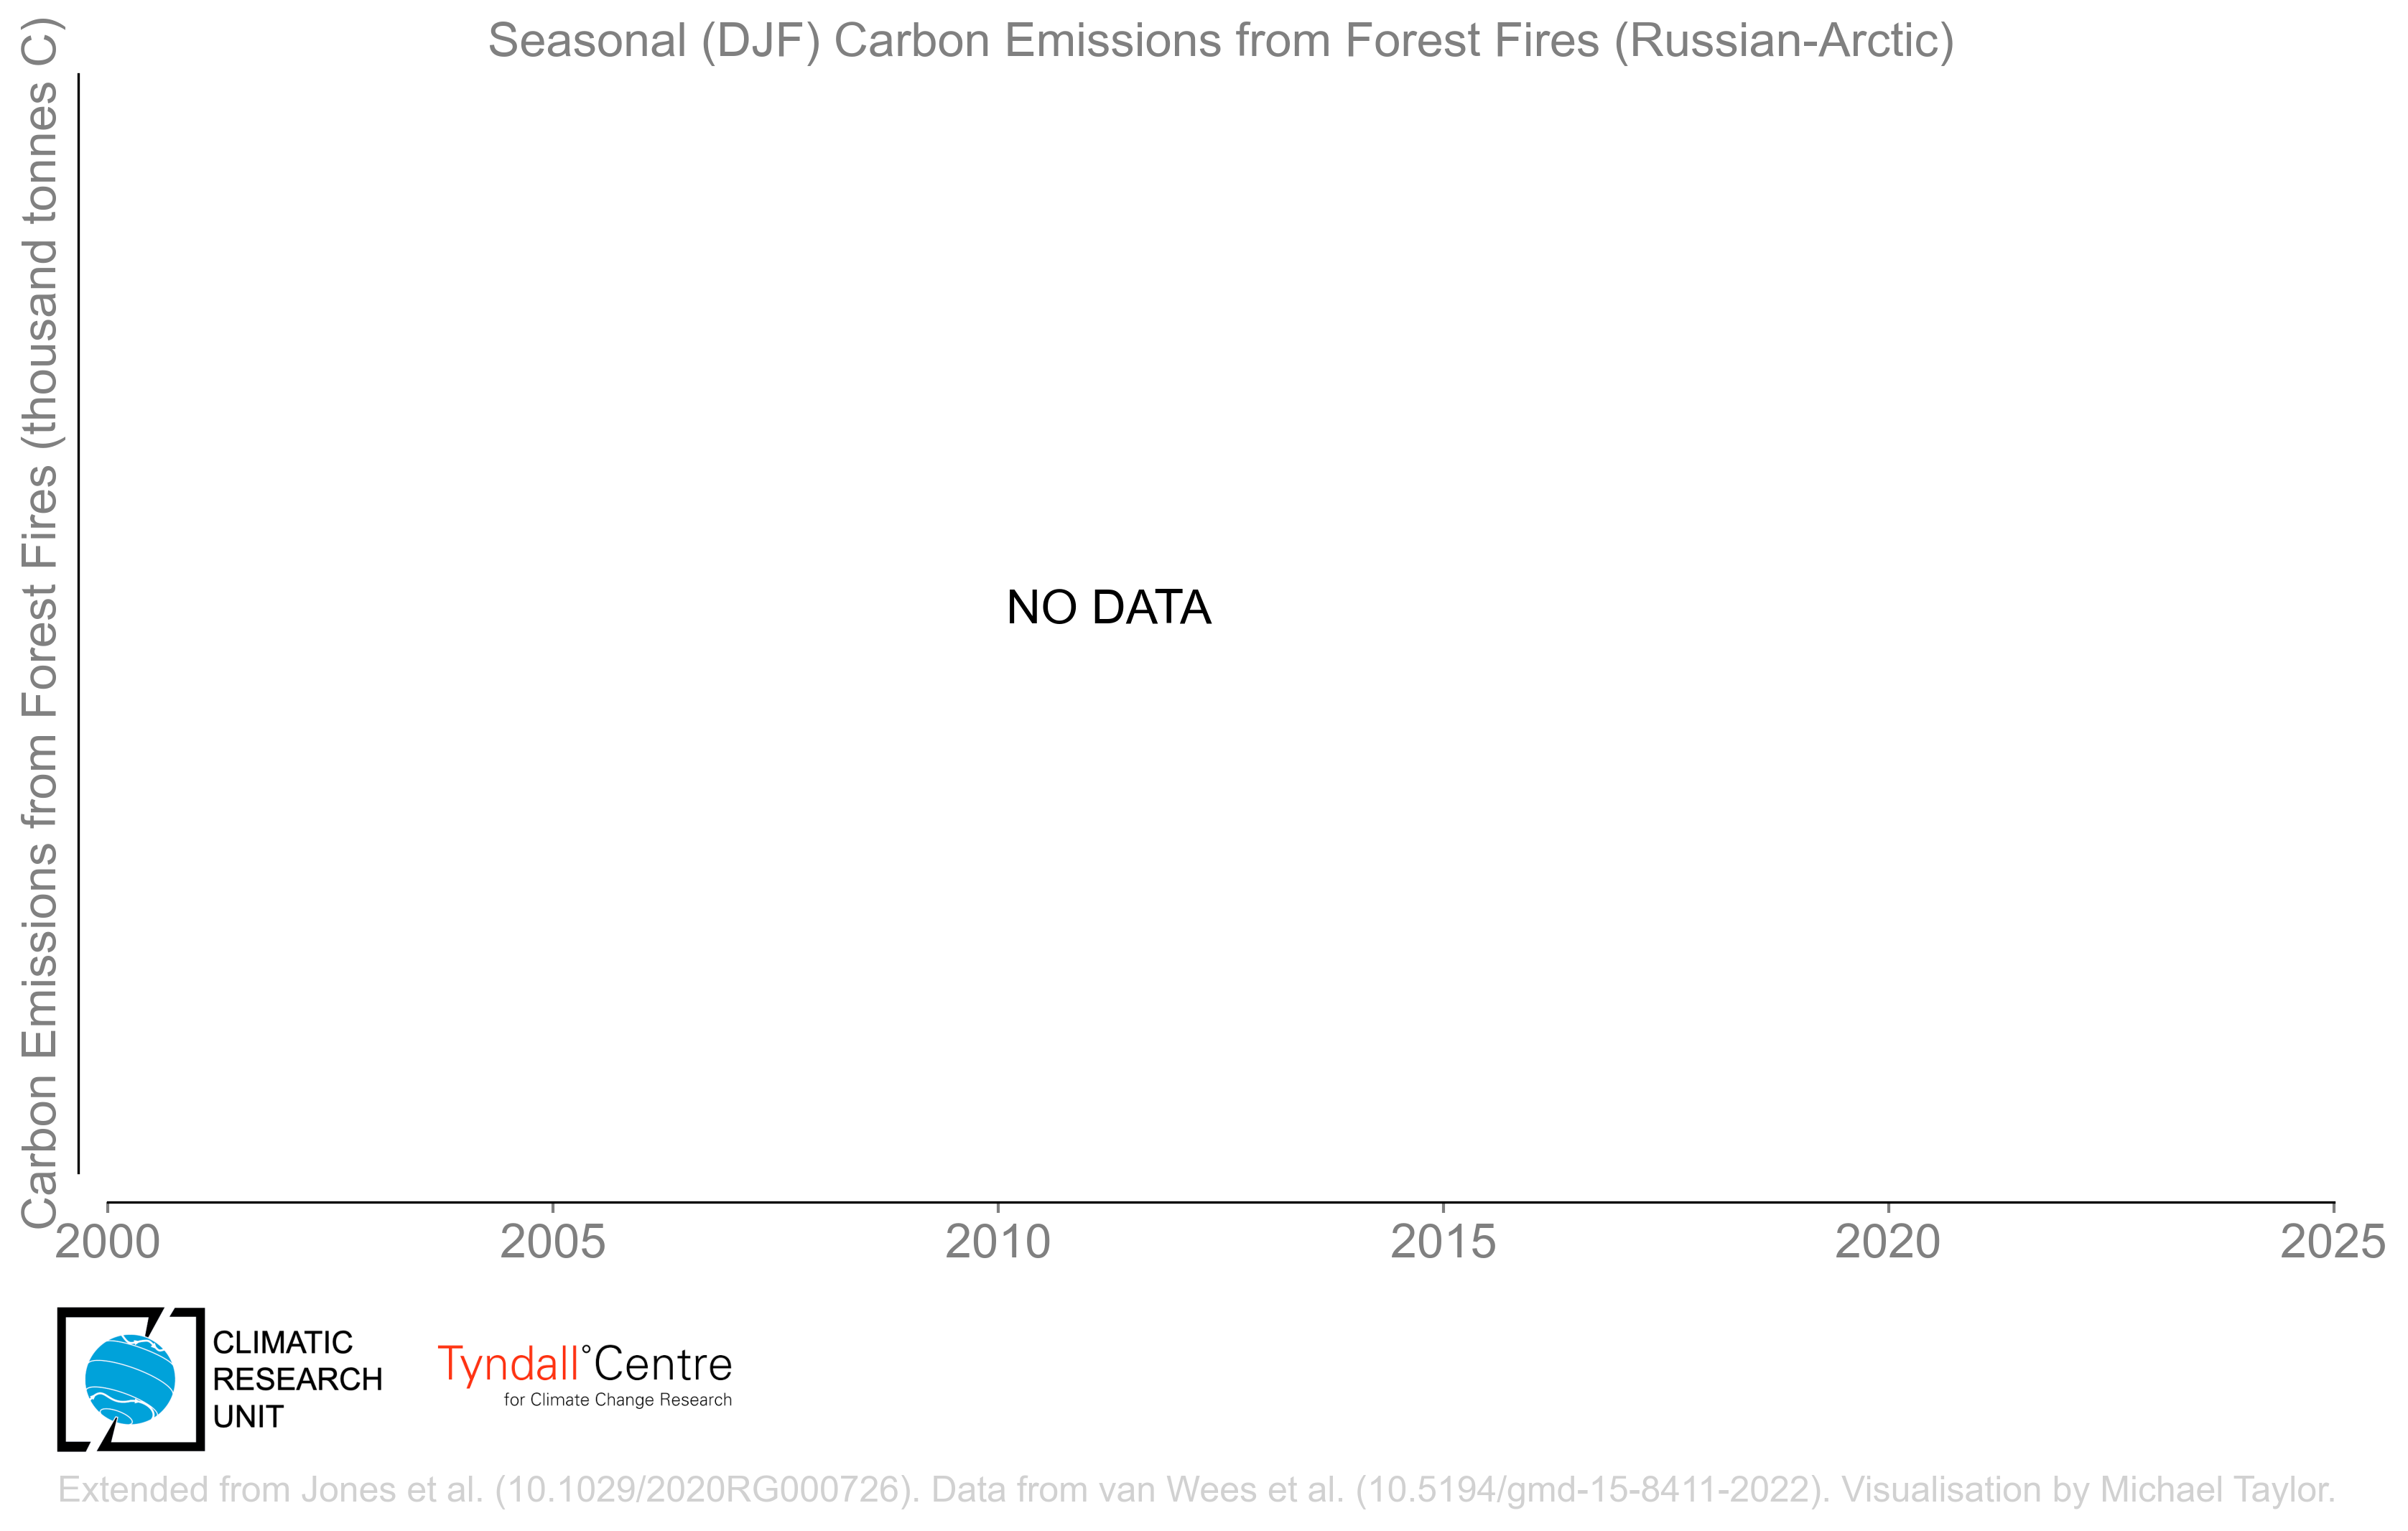 Seasonal (DJF) Carbon Emissions from Forest Fires (Russian-Arctic)
Carbon Emissions from Forest Fires (thousand tonnes C)
NO DATA
2000 2005 2010 2015 2020 2025
CLIMATIC
RESEARCH
UNIT
Tyndall°Centre
for Climate Change Research
Extended from Jones et al. (10.1029/2020RG000726). Data from van Wees et al. (10.5194/gmd-15-8411-2022). Visualisation by Michael Taylor.